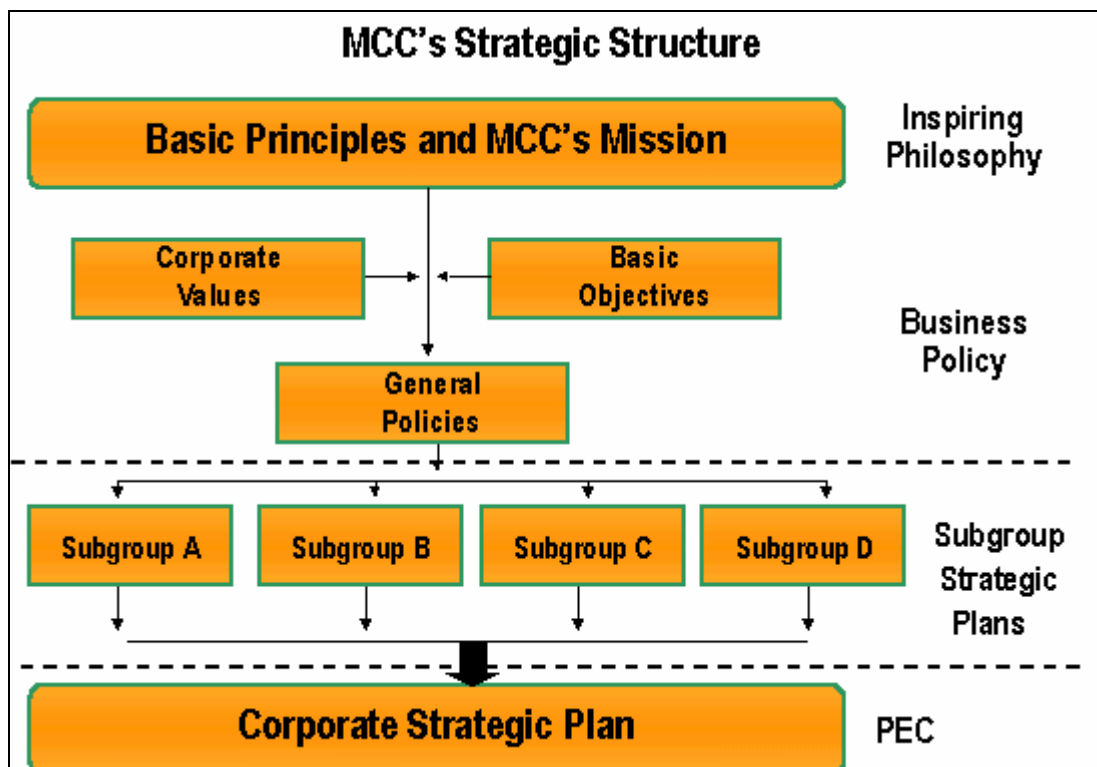 MCC's Strategic Structure
Basic Principles and MCC's Mission
Inspiring
Philosophy
Corporate
Values
Basic
Objectives
Business
Policy
General
Policies
Subgroup A
Subgroup B
Subgroup C
Subgroup D
Subgroup
Strategic
Plans
Corporate Strategic Plan
PEC